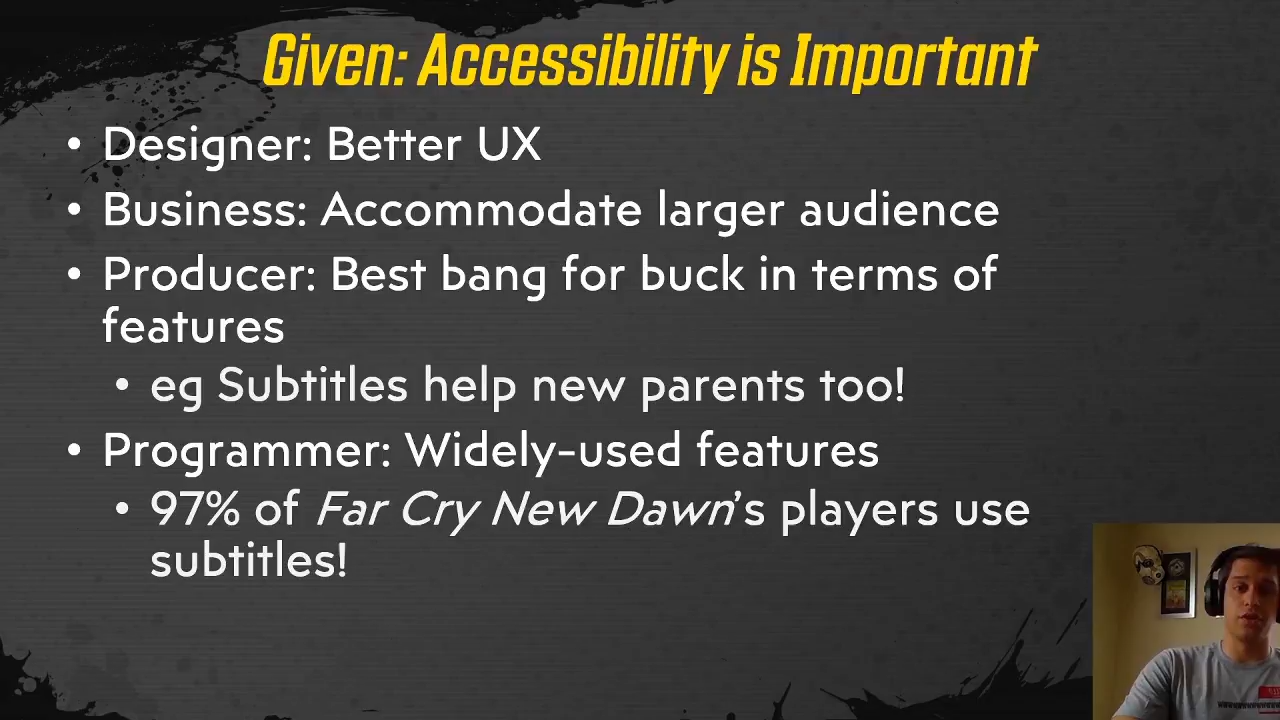 Given: Accessibility is Important
• Designer: Better UX
• Business: Accommodate larger audience
• Producer: Best bang for buck in terms of
features
• eg Subtitles help new parents too!
• Programmer: Widely-used features
• 97% of Far Cry New Dawn's players use
subtitles!